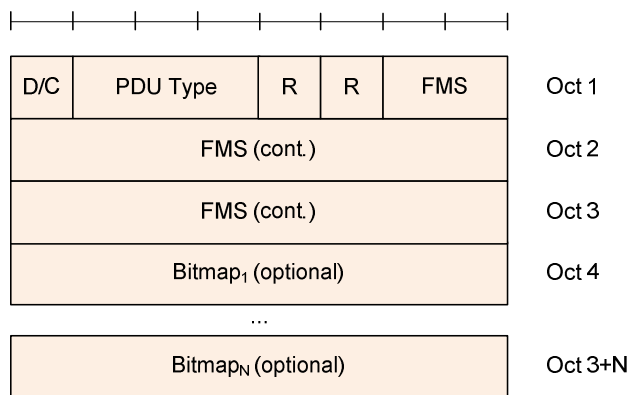 D/C PDU Type R R FMS Oct 1
FMS (cont.) Oct 2
FMS (cont.) Oct 3
Bitmap1 (optional) Oct 4
...
BitmapN (optional) Oct 3+N